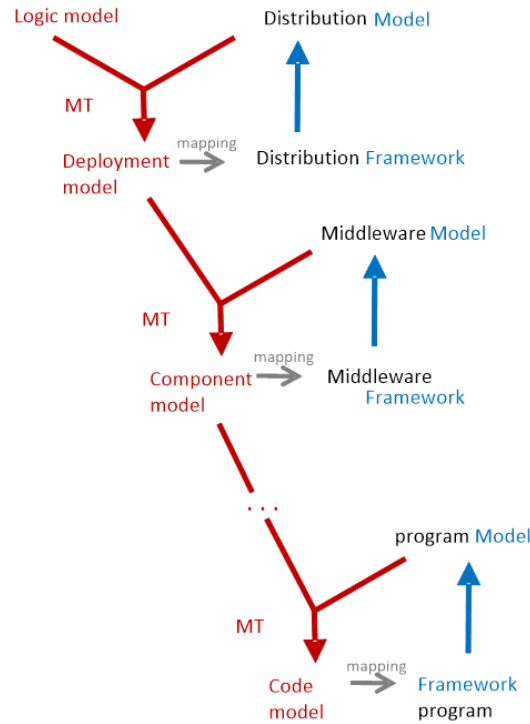 Logic model
Distribution Model
MT
mapping
Deployment
model
Distribution Framework
Middleware Model
MT
mapping
Component
model
Middleware
Framework
...
program Model
MT
mapping
Code
model
Framework
program